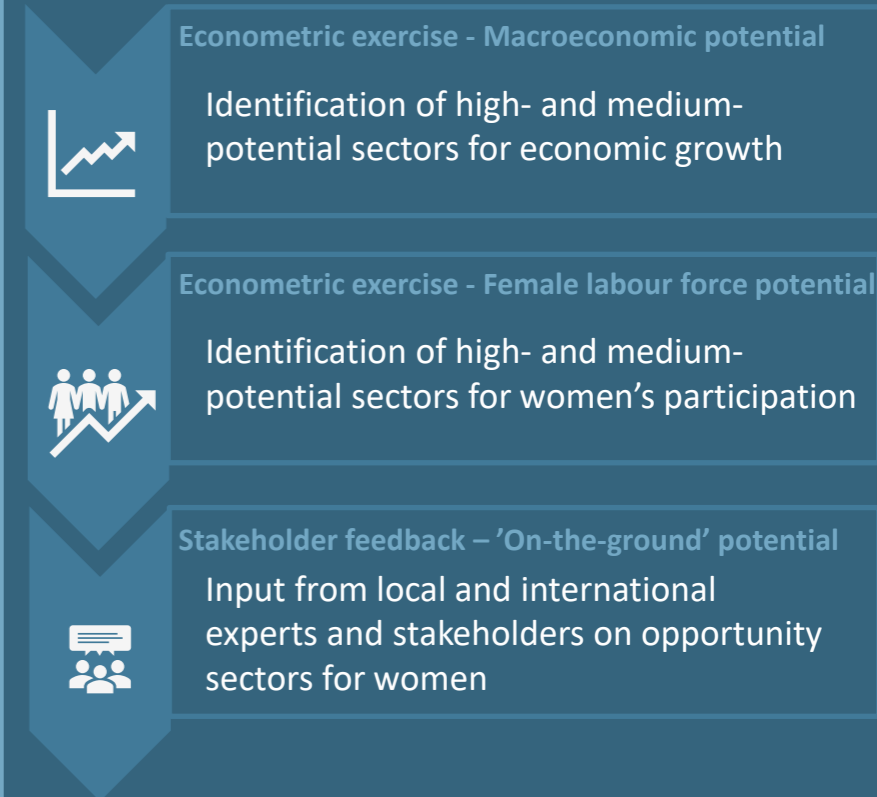 Econometric exercise - Macroeconomic potential
Identification of high- and medium-
potential sectors for economic growth
Econometric exercise - Female labour force potential
Identification of high- and medium-
potential sectors for women’s participation
Stakeholder feedback – ’On-the-ground’ potential
Input from local and international
experts and stakeholders on opportunity
sectors for women